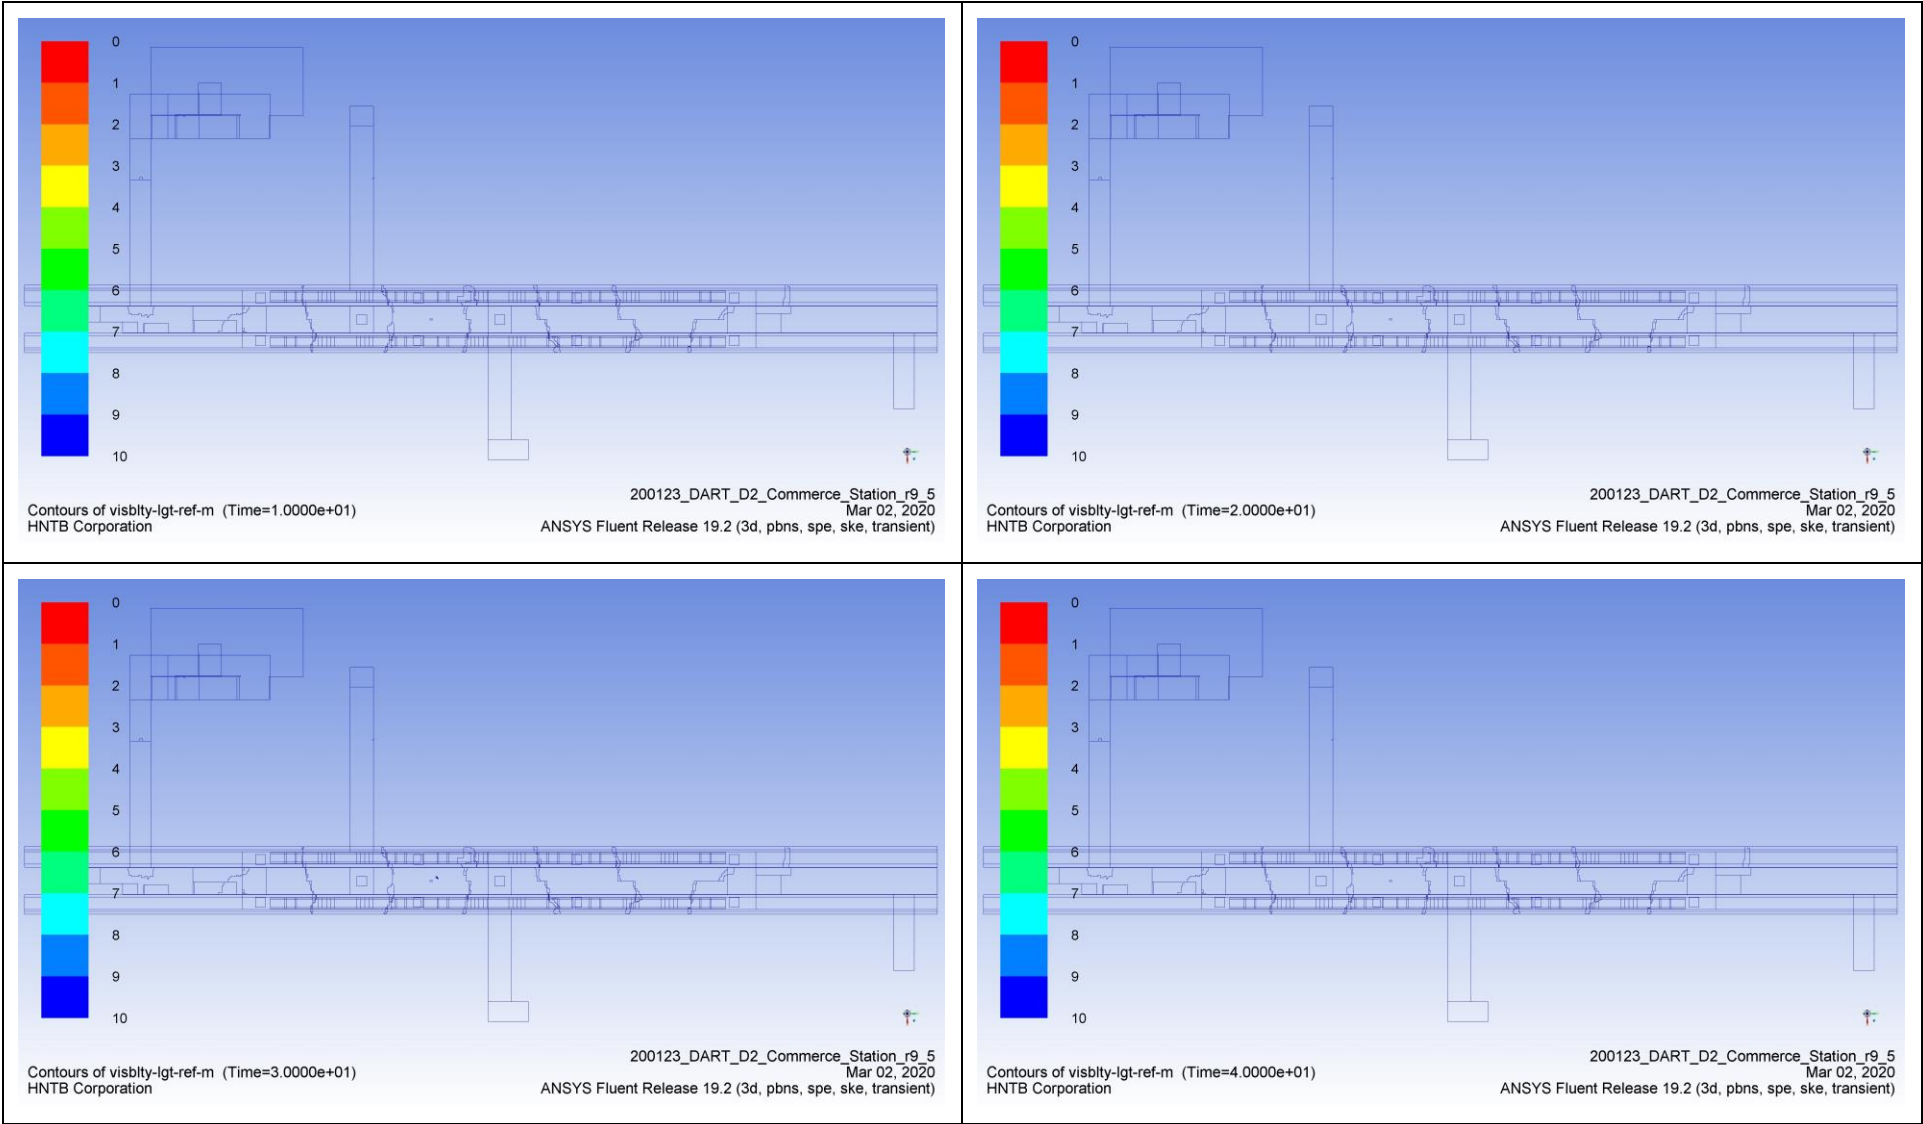 0
1
2
3
4
5
6
7
8
9
10
200123_DART_D2_Commerce_Station_r9_5
Contours of visblty-lgt-ref-m (Time=1.0000e+01)
Mar 02, 2020
HNTB Corporation
ANSYS Fluent Release 19.2 (3d, pbns, spe, ske, transient)
0
1
2
3
4
5
6
7
8
9
10
200123_DART_D2_Commerce_Station_r9_5
Contours of visblty-lgt-ref-m (Time=2.0000e+01)
Mar 02, 2020
HNTB Corporation
ANSYS Fluent Release 19.2 (3d, pbns, spe, ske, transient)
0
1
2
3
4
5
6
7
8
9
10
200123_DART_D2_Commerce_Station_r9_5
Contours of visblty-lgt-ref-m (Time=3.0000e+01)
Mar 02, 2020
HNTB Corporation
ANSYS Fluent Release 19.2 (3d, pbns, spe, ske, transient)
0
1
2
3
4
5
6
7
8
9
10
200123_DART_D2_Commerce_Station_r9_5
Contours of visblty-lgt-ref-m (Time=4.0000e+01)
Mar 02, 2020
HNTB Corporation
ANSYS Fluent Release 19.2 (3d, pbns, spe, ske, transient)